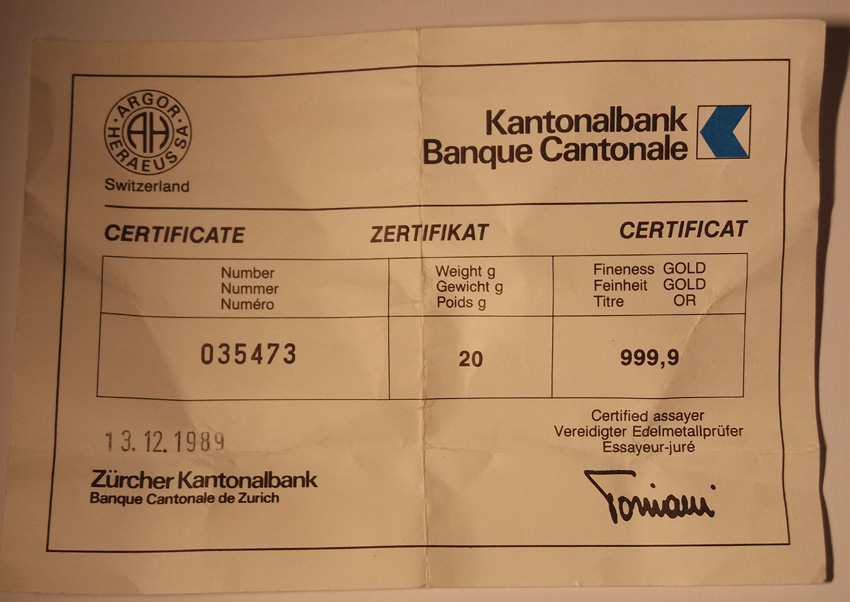 ARGOR-HERAEUS SA
AH
Switzerland
Kantonalbank
Banque Cantonale
CERTIFICATE ZERTIFIKAT CERTIFICAT
Number
Nummer
Numéro
Weight g
Gewicht g
Poids g
Fineness GOLD
Feinheit GOLD
Titre OR
035473 20 999,9
13.12.1989
Zürcher Kantonalbank
Banque Cantonale de Zurich
Certified assayer
Vereidigter Edelmetallprüfer
Essayeur-juré